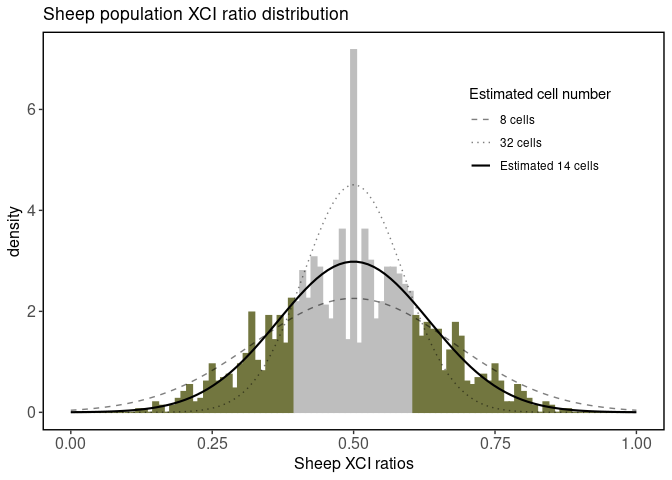 Sheep population XCI ratio distribution
Estimated cell number
8 cells
32 cells
Estimated 14 cells
density
6
4
2
0
0.00 0.25 0.50 0.75 1.00
Sheep XCI ratios